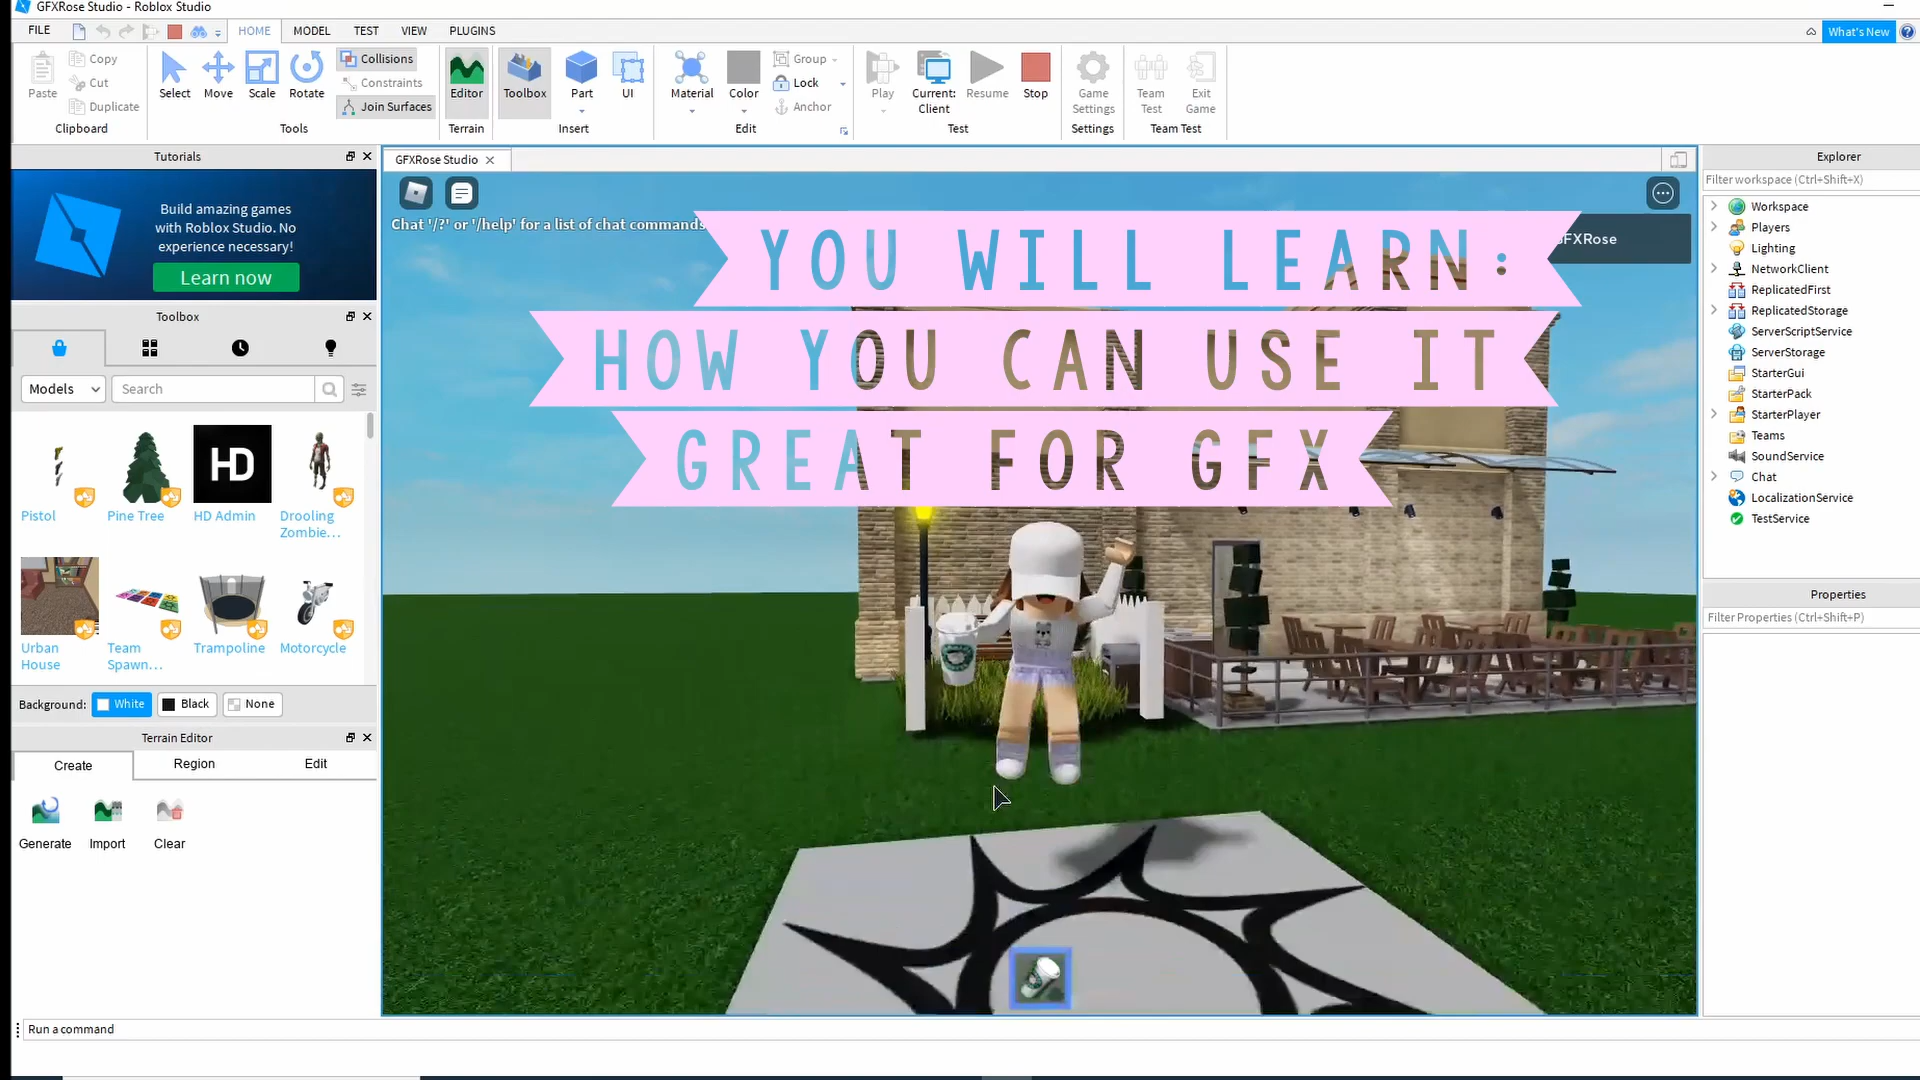 GFXRose Studio - Roblox Studio
FILE
HOME
MODEL
TEST
VIEW
PLUGINS
What's New
Paste
Copy
Cut
Duplicate
Clipboard
Select
Move
Scale
Rotate
Collisions
Constraints
Join Surfaces
Tools
Editor
Terrain
Toolbox
Part
UI
Insert
Material
Color
Group
Lock
Anchor
Edit
Play
Current:
Client
Resume
Stop
Test
Game
Settings
Settings
Team
Test
Exit
Game
Team Test
Tutorials
Build amazing games
with Roblox Studio. No
experience necessary!
Learn now
Toolbox
Models
Search
Pistol
Pine Tree
HD
HD Admin
Drooling
Zombie...
Urban
House
Team
Spawn...
Trampoline
Motorcycle
Background:
White
Black
None
Terrain Editor
Create
Region
Edit
Generate
Import
Clear
GFXRose Studio
Chat '/?' or '/help' for a list of chat commands
GFXRose
YOU WILL LEARN:
HOW YOU CAN USE IT
GREAT FOR GFX
Explorer
Filter workspace (Ctrl+Shift+X)
Workspace
Players
Lighting
NetworkClient
ReplicatedFirst
ReplicatedStorage
ServerScriptService
ServerStorage
StarterGui
StarterPack
StarterPlayer
Teams
SoundService
Chat
LocalizationService
TestService
Properties
Filter Properties (Ctrl+Shift+P)
Run a command